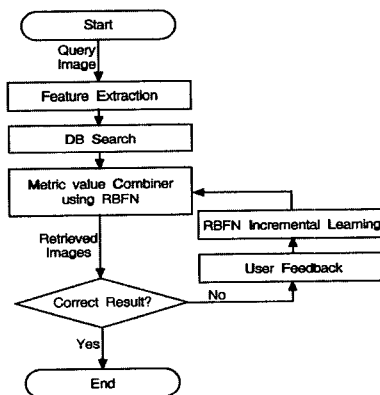 Start
Query
Image
Feature Extraction
DB Search
Metric value Combiner
using RBFN
RBFN Incremental Learning
Retrieved
Images
User Feedback
Correct Result?
No
Yes
End